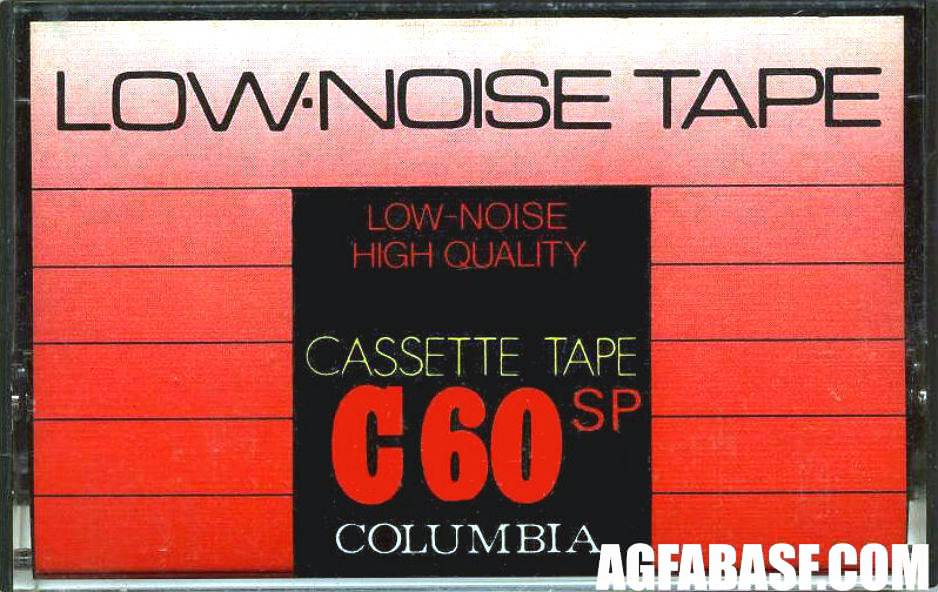 LOW·NOISE TAPE
LOW-NOISE
HIGH QUALITY
CASSETTE TAPE
C60 SP
COLUMBIA
AGFABASF.COM